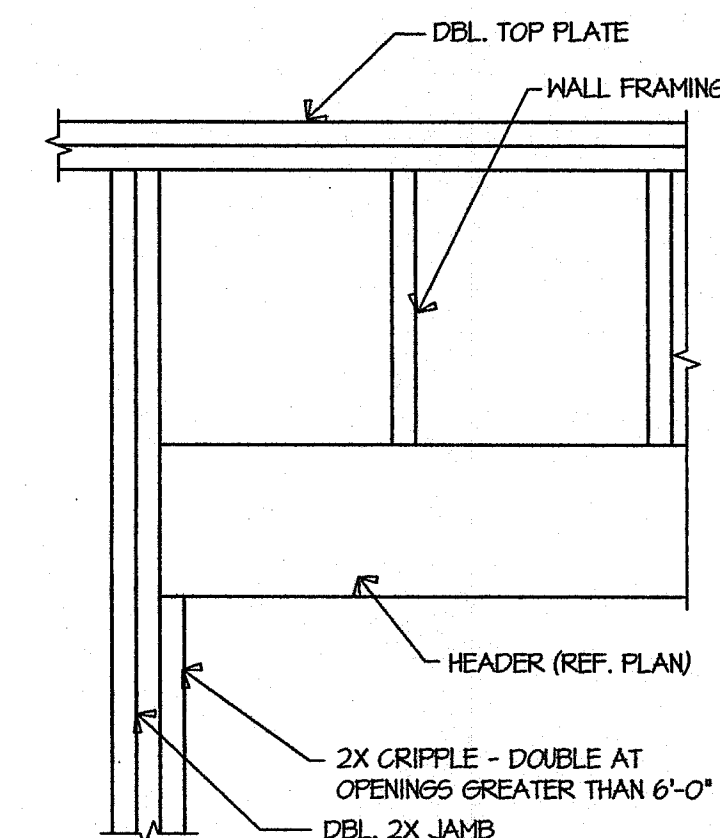 DBL. TOP PLATE
WALL FRAMING
HEADER (REF. PLAN)
2X CRIPPLE - DOUBLE AT
OPENINGS GREATER THAN 6'-0"
DBL. 2X JAMB